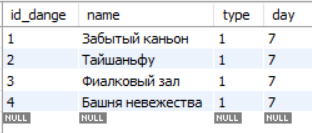 id_dange name type day
1 Забытый каньон 1 7
2 Тайшаньфу 1 7
3 Фиалковый зал 1 7
4 Башня невежества 1 7
NULL NULL NULL NULL